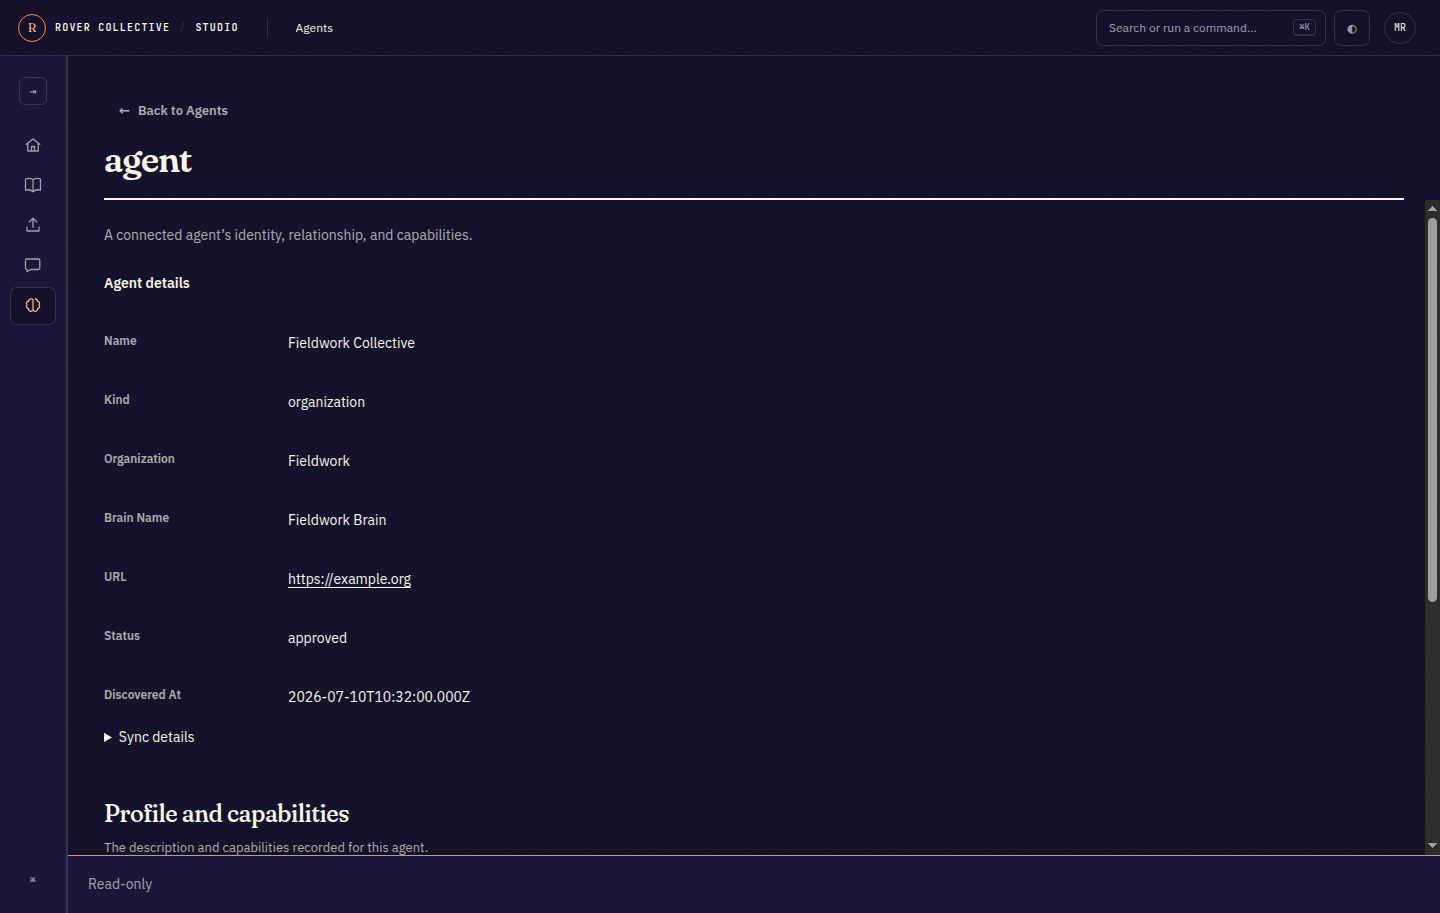 R ROVER COLLECTIVE / STUDIO Agents Search or run a command... ⌘K MR
← Back to Agents
agent
A connected agent’s identity, relationship, and capabilities.
Agent details
Name Fieldwork Collective
Kind organization
Organization Fieldwork
Brain Name Fieldwork Brain
URL https://example.org
Status approved
Discovered At 2026-07-10T10:32:00.000Z
▶ Sync details
Profile and capabilities
The description and capabilities recorded for this agent.
⌘ Read-only